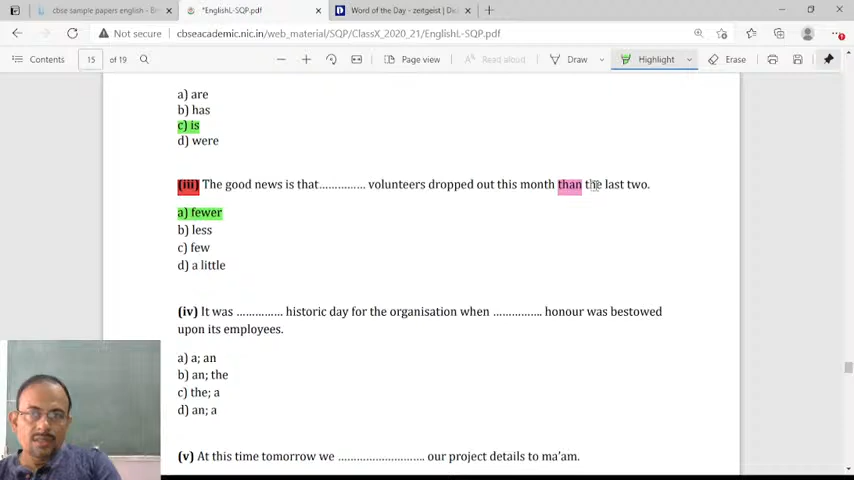 cbse sample papers english - Bin
*EnglishL-SQP.pdf
Word of the Day - zeitgeist | Dic
Not secure
cbseacademic.nic.in/web_material/SQP/ClassX_2020_21/EnglishL-SQP.pdf
Contents
15
of 19
Page view
Read aloud
Draw
Highlight
Erase
a) are
b) has
c) is
d) were
(iii) The good news is that…………… volunteers dropped out this month than the last two.
a) fewer
b) less
c) few
d) a little
(iv) It was …………… historic day for the organisation when ……………. honour was bestowed
upon its employees.
a) a; an
b) an; the
c) the; a
d) an; a
(v) At this time tomorrow we ………………………. our project details to ma'am.